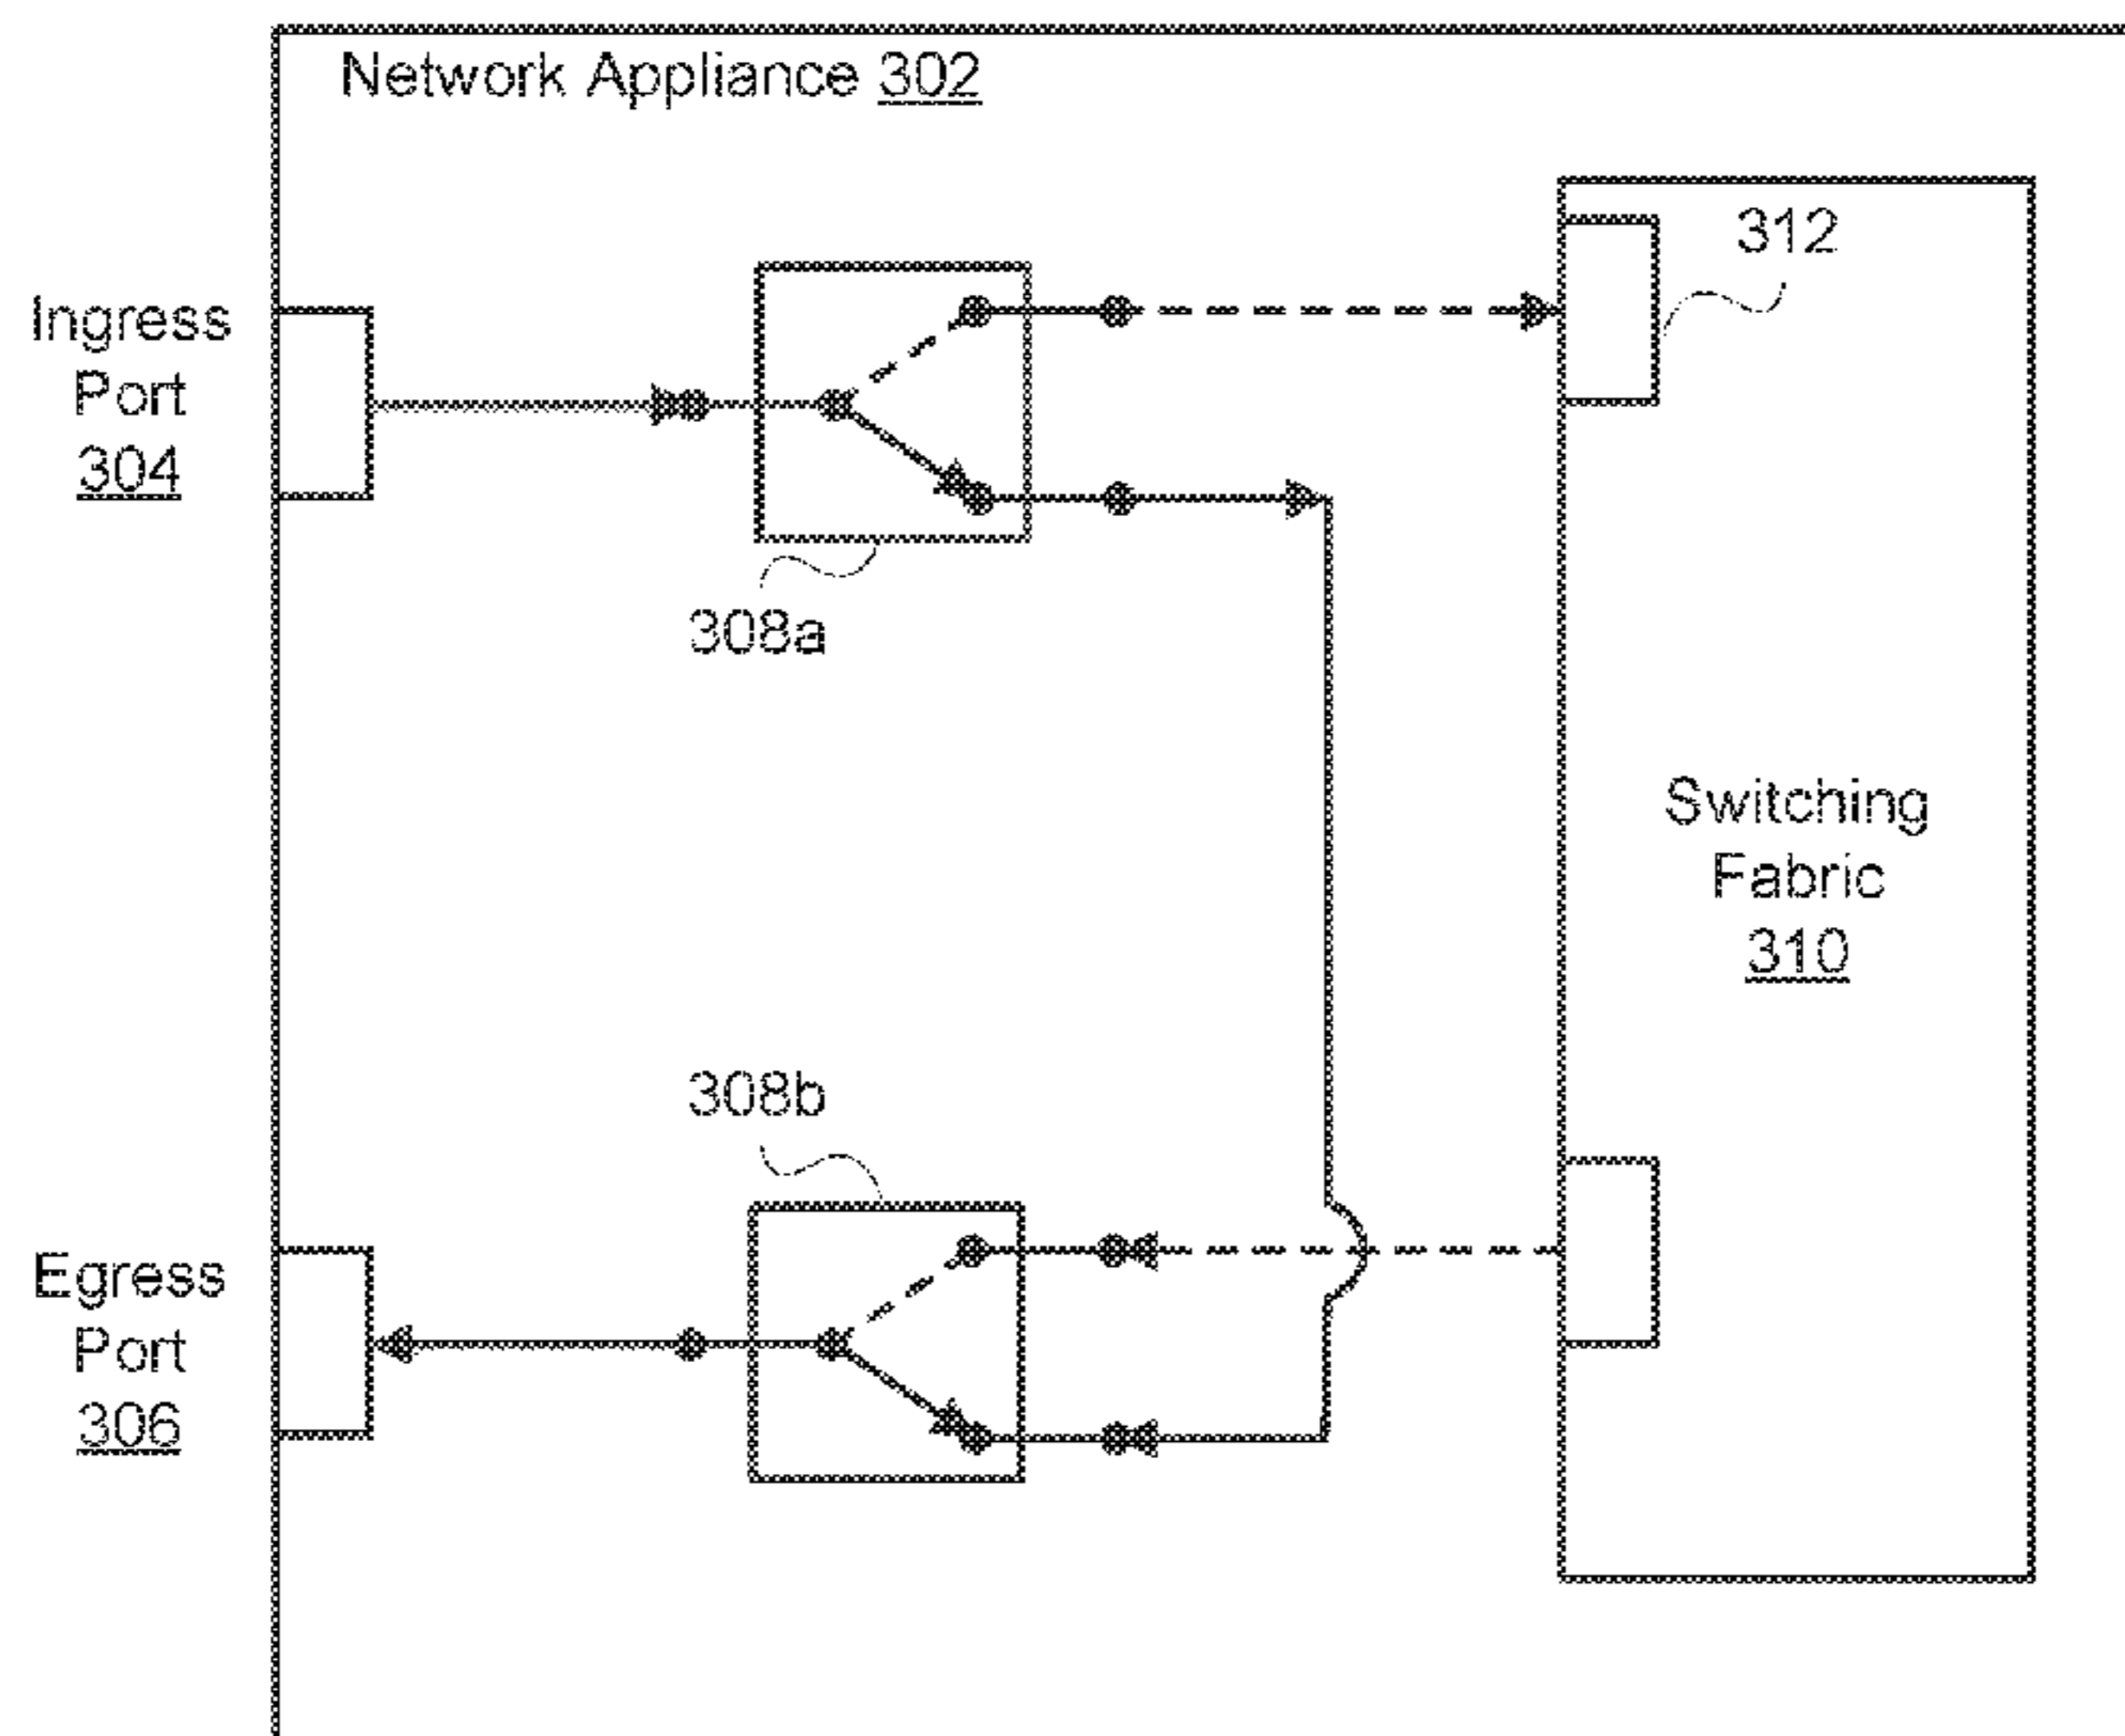 Network Appliance 302
312
Ingress
Port
304
308a
Switching
Fabric
310
308b
Egress
Port
306